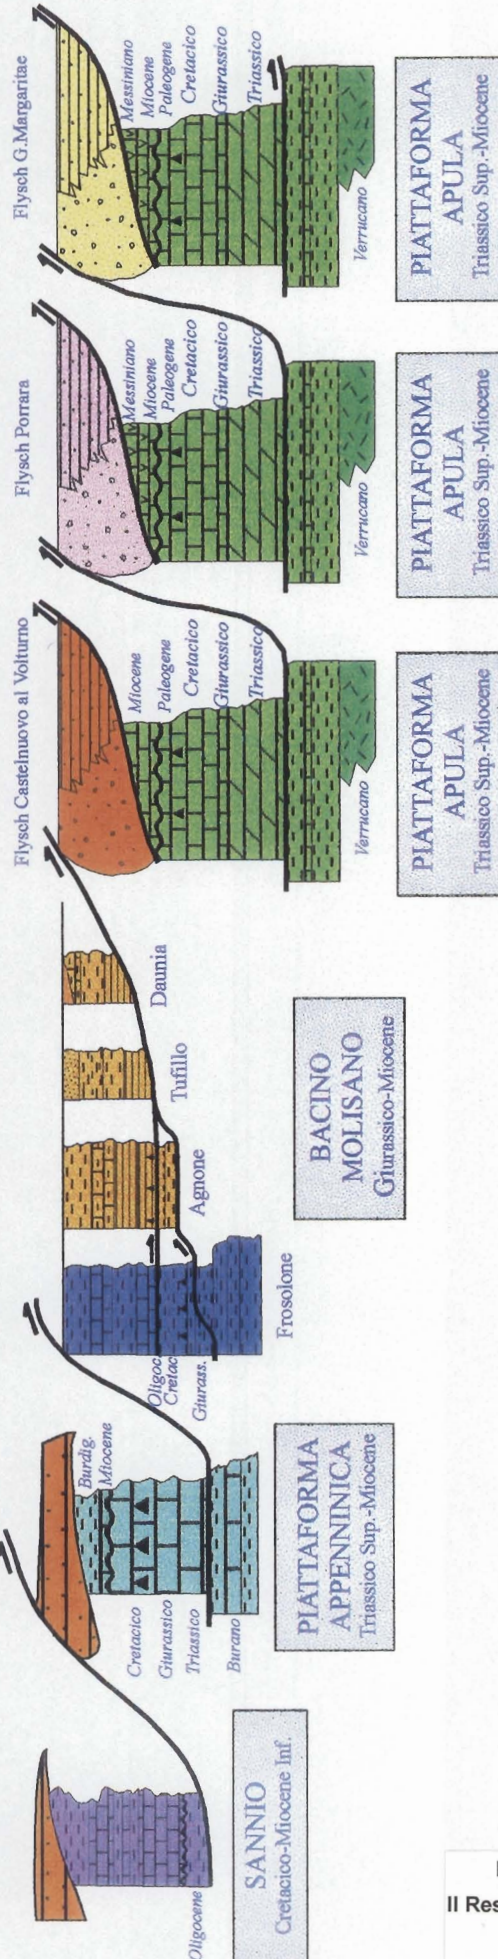 Flysch Castelnuovo al Volturno
Flysch Porrara
Flysch G.Margaritae
Oligocene
SANNIO
Cretacico-Miocene Inf.
Burdig.
Miocene
Cretacico
Giurassico
Triassico
Burano
PIATTAFORMA
APPENNINICA
Triassico Sup.-Miocene
Oligoc.
Cretac.
Giurass.
Frosolone
Agnone
Tufillo
Daunia
BACINO
MOLISANO
Giurassico-Miocene
Miocene
Paleogene
Cretacico
Giurassico
Triassico
Verrucano
PIATTAFORMA
APULA
Triassico Sup.-Miocene
Messiniano
Miocene
Paleogene
Cretacico
Giurassico
Triassico
Verrucano
PIATTAFORMA
APULA
Triassico Sup.-Miocene
Messiniano
Miocene
Paleogene
Cretacico
Giurassico
Triassico
Verrucano
PIATTAFORMA
APULA
Triassico Sup.-Miocene
Il Res